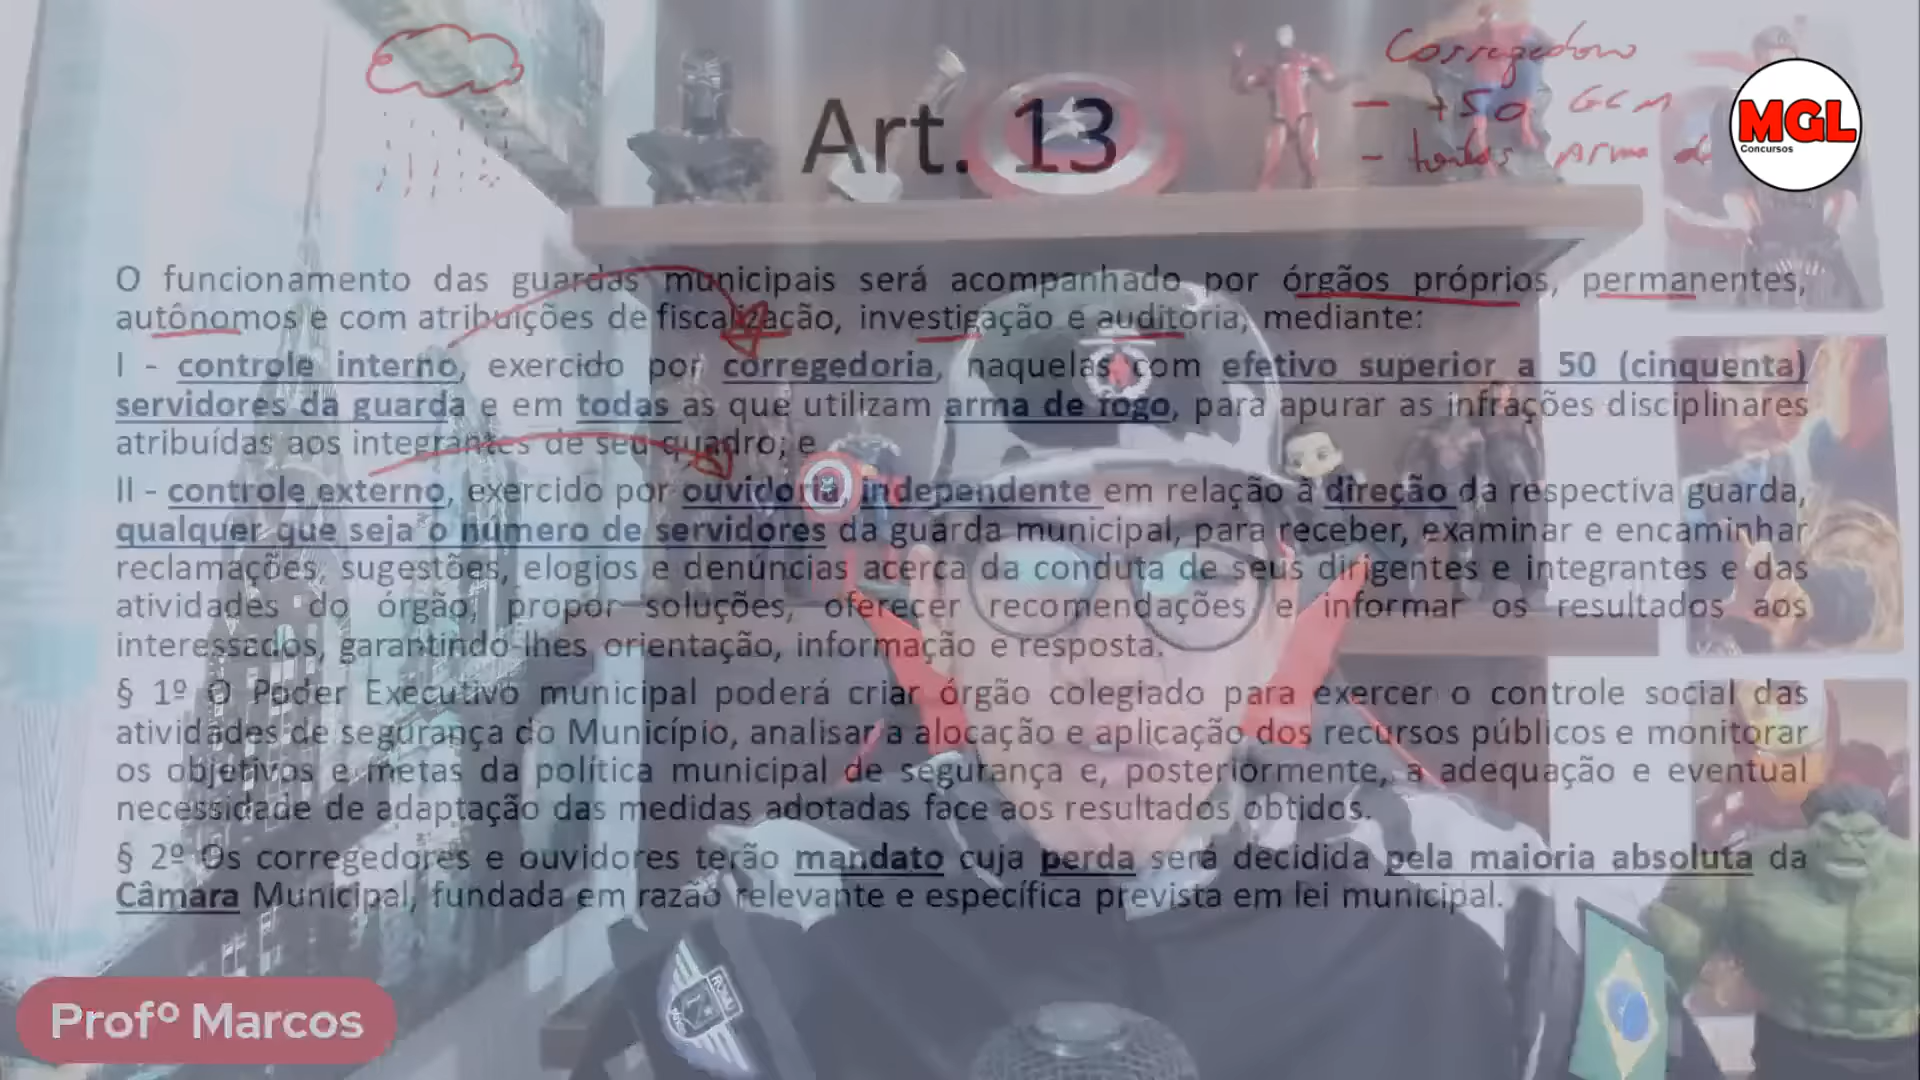 Corregedoria
- +50 GCM
- todas arma de
MGL
Concursos
Art. 13
O funcionamento das guardas municipais será acompanhado por órgãos próprios, permanentes,
autônomos e com atribuições de fiscalização, investigação e auditoria, mediante:
I - controle interno, exercido por corregedoria, naquelas com efetivo superior a 50 (cinquenta)
servidores da guarda e em todas as que utilizam arma de fogo, para apurar as infrações disciplinares
atribuídas aos integrantes de seu quadro; e
II - controle externo, exercido por ouvidoria independente em relação à direção da respectiva guarda,
qualquer que seja o número de servidores da guarda municipal, para receber, examinar e encaminhar
reclamações, sugestões, elogios e denúncias acerca da conduta de seus dirigentes e integrantes e das
atividades do órgão, propor soluções, oferecer recomendações e informar os resultados aos
interessados, garantindo-lhes orientação, informação e resposta.
§ 1º O Poder Executivo municipal poderá criar órgão colegiado para exercer o controle social das
atividades de segurança do Município, analisar a alocação e aplicação dos recursos públicos e monitorar
os objetivos e metas da política municipal de segurança e, posteriormente, a adequação e eventual
necessidade de adaptação das medidas adotadas face aos resultados obtidos.
§ 2º Os corregedores e ouvidores terão mandato cuja perda será decidida pela maioria absoluta da
Câmara Municipal, fundada em razão relevante e específica prevista em lei municipal.
Profº Marcos